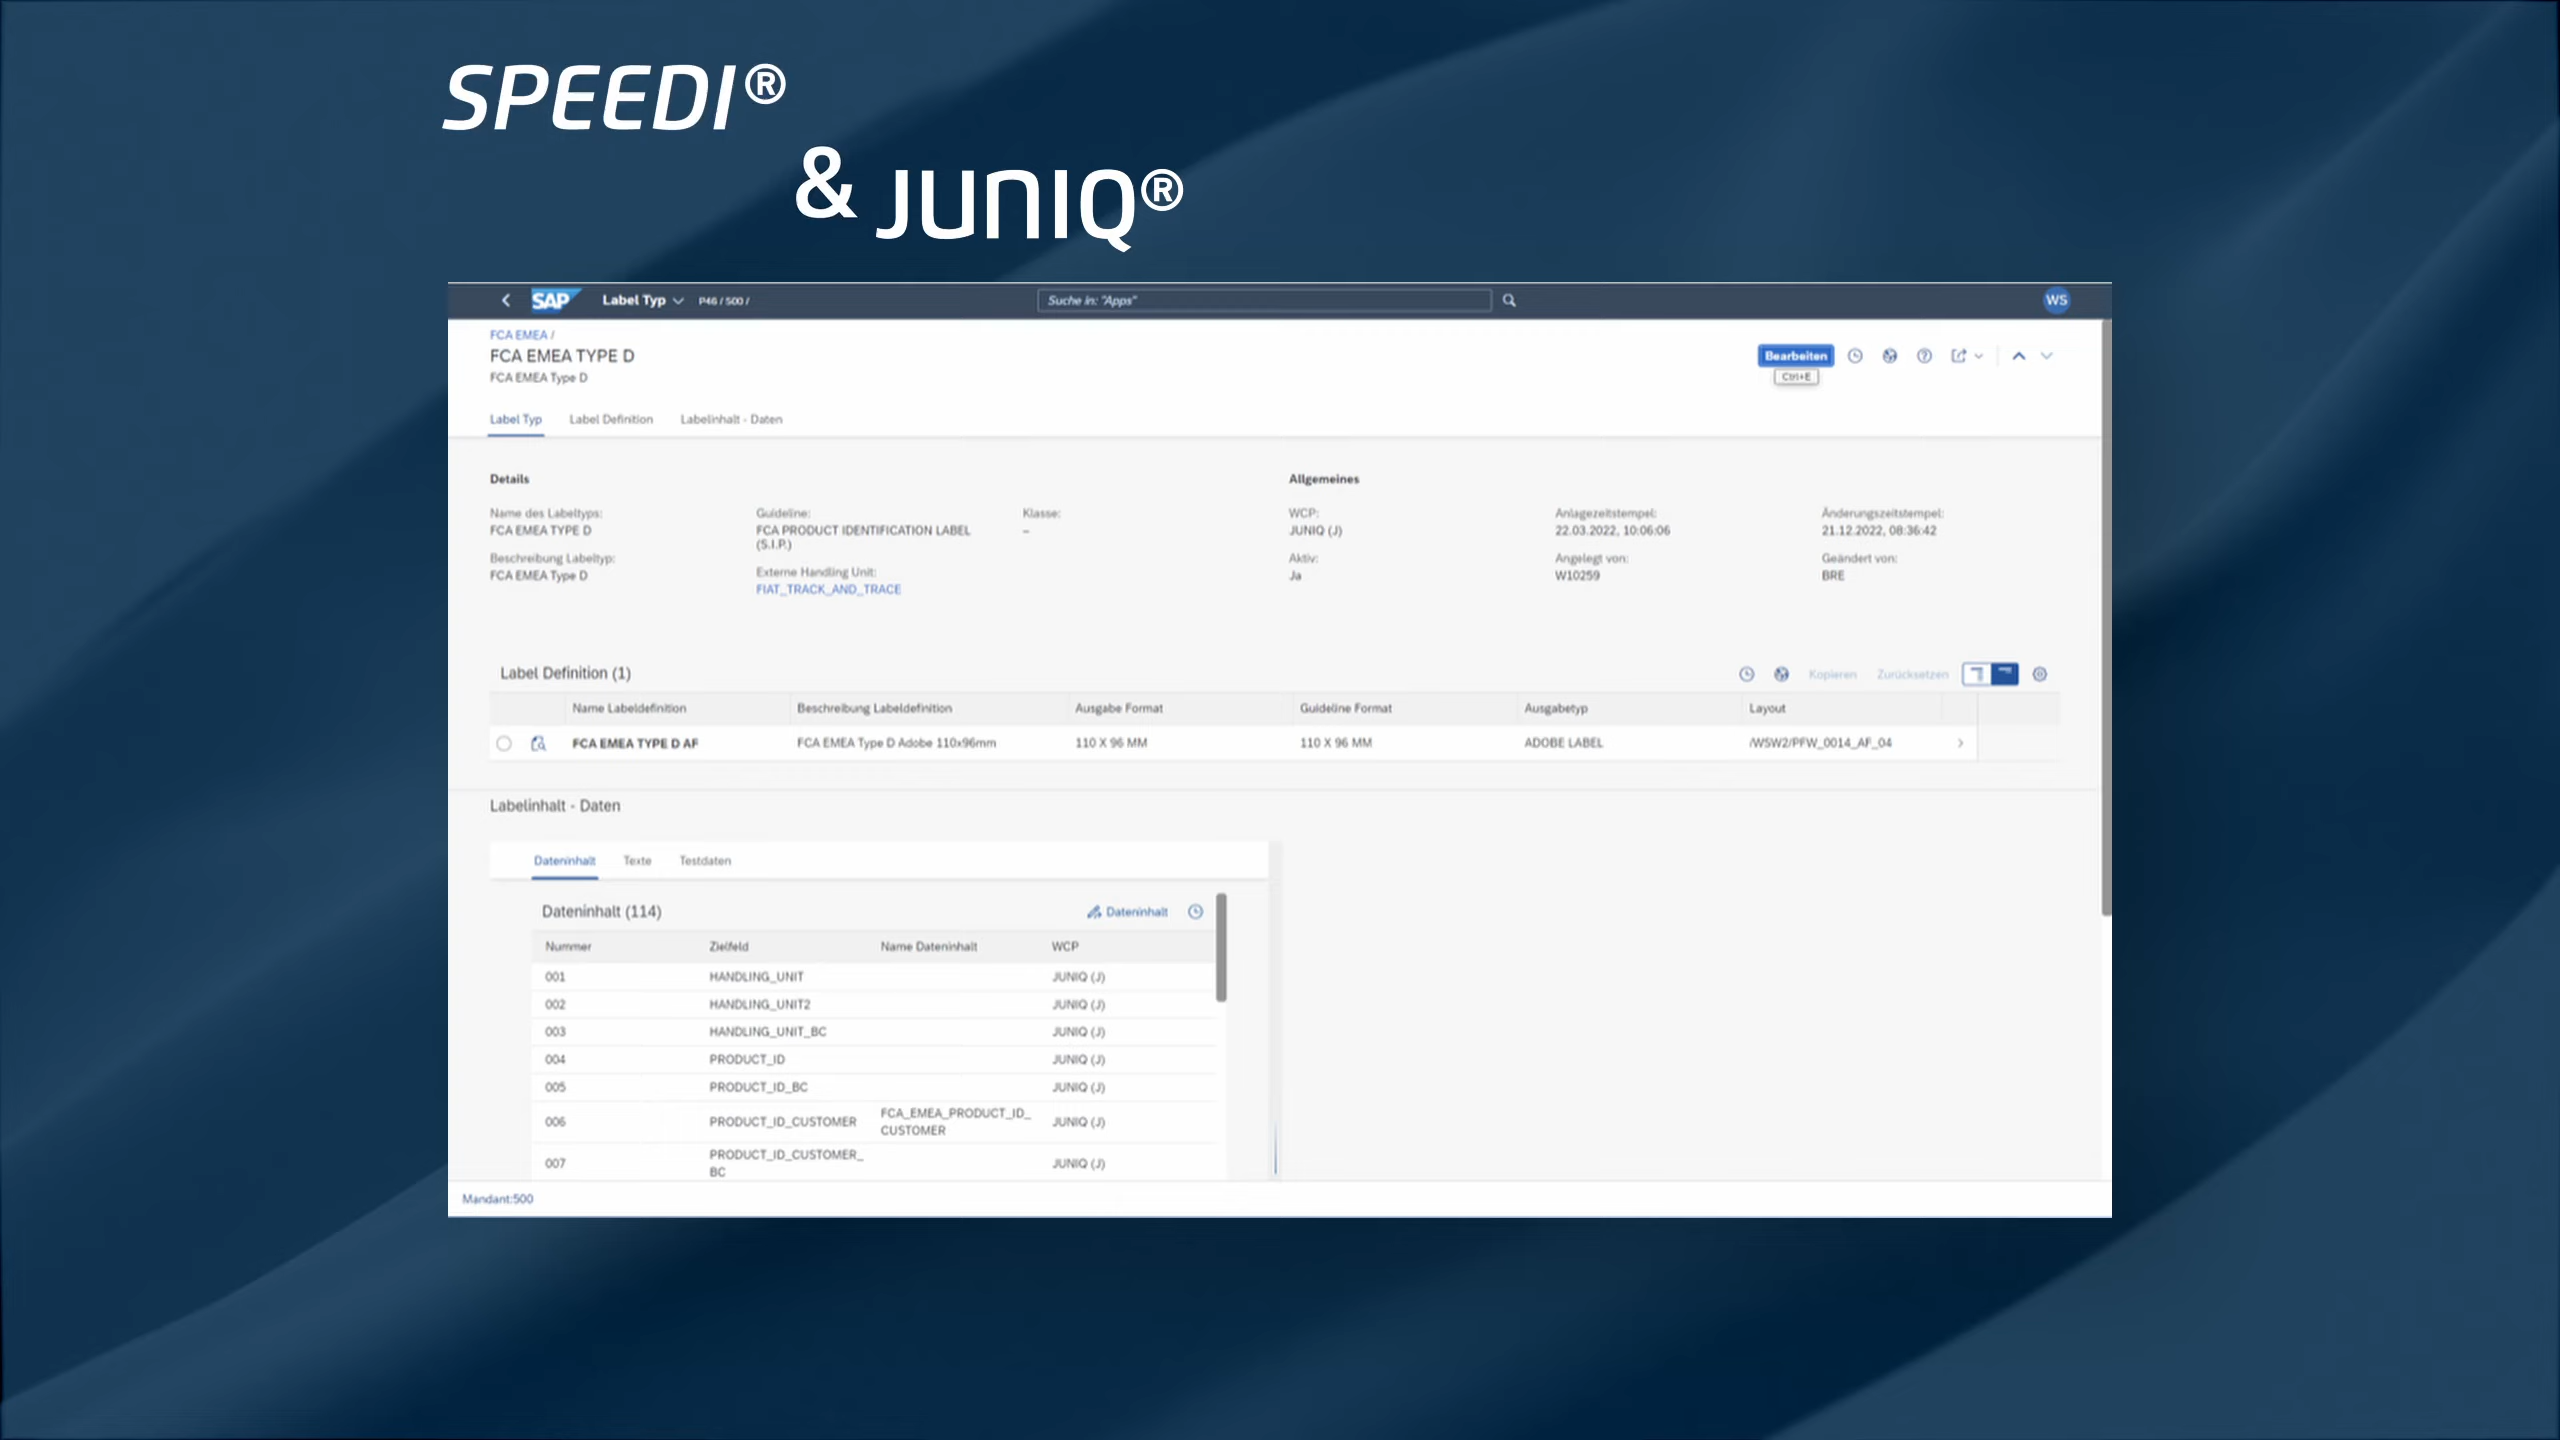 SPEEDI®
& JUNIQ®
SAP Label Typ P46 / 500 / Suche in: "Apps" WS
FCA EMEA /
FCA EMEA TYPE D
FCA EMEA Type D
Bearbeiten
Ctrl+E
Label Typ Label Definition Labelinhalt - Daten
Details Allgemeines
Name des Labeltyps: Guideline: Klasse: WCP: Anlagezeitstempel: Änderungszeitstempel:
FCA EMEA TYPE D FCA PRODUCT IDENTIFICATION LABEL – JUNIQ (J) 22.03.2022, 10:06:06 21.12.2022, 08:36:42
(S.I.P.)
Beschreibung Labeltyp: Externe Handling Unit: Aktiv: Angelegt von: Geändert von:
FCA EMEA Type D FIAT_TRACK_AND_TRACE Ja W10259 BRE
Label Definition (1) Kopieren Zurücksetzen
Name Labeldefinition Beschreibung Labeldefinition Ausgabe Format Guideline Format Ausgabetyp Layout
FCA EMEA TYPE D AF FCA EMEA Type D Adobe 110x96mm 110 X 96 MM 110 X 96 MM ADOBE LABEL /WSW2/PFW_0014_AF_04
Labelinhalt - Daten
Dateninhalt Texte Testdaten
Dateninhalt (114) Dateninhalt
Nummer Zielfeld Name Dateninhalt WCP
001 HANDLING_UNIT JUNIQ (J)
002 HANDLING_UNIT2 JUNIQ (J)
003 HANDLING_UNIT_BC JUNIQ (J)
004 PRODUCT_ID JUNIQ (J)
005 PRODUCT_ID_BC JUNIQ (J)
006 PRODUCT_ID_CUSTOMER FCA_EMEA_PRODUCT_ID_ JUNIQ (J)
CUSTOMER
007 PRODUCT_ID_CUSTOMER_ JUNIQ (J)
BC
Mandant:500